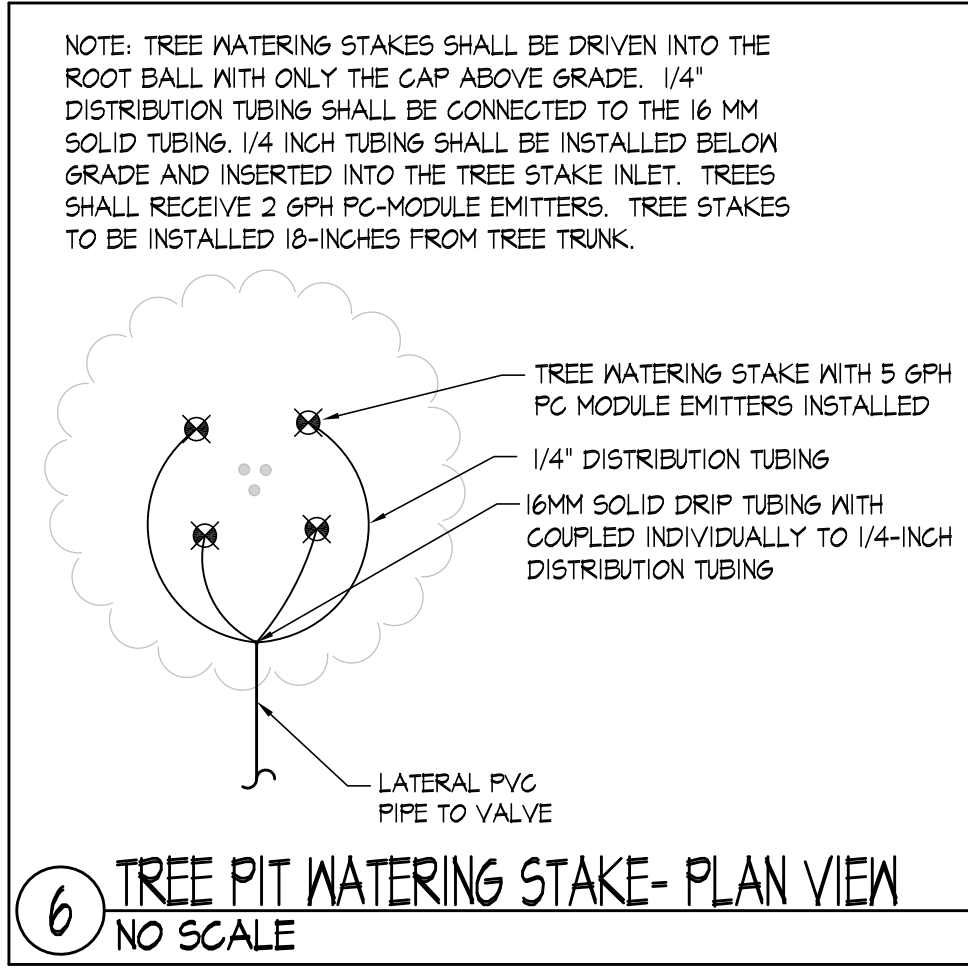 NOTE: TREE WATERING STAKES SHALL BE DRIVEN INTO THE
ROOT BALL WITH ONLY THE CAP ABOVE GRADE. 1/4"
DISTRIBUTION TUBING SHALL BE CONNECTED TO THE 16 MM
SOLID TUBING. 1/4 INCH TUBING SHALL BE INSTALLED BELOW
GRADE AND INSERTED INTO THE TREE STAKE INLET. TREES
SHALL RECEIVE 2 GPH PC-MODULE EMITTERS. TREE STAKES
TO BE INSTALLED 18-INCHES FROM TREE TRUNK.
TREE WATERING STAKE WITH 5 GPH
PC MODULE EMITTERS INSTALLED
1/4" DISTRIBUTION TUBING
16MM SOLID DRIP TUBING WITH
COUPLED INDIVIDUALLY TO 1/4-INCH
DISTRIBUTION TUBING
LATERAL PVC
PIPE TO VALVE
6 TREE PIT WATERING STAKE- PLAN VIEW
NO SCALE